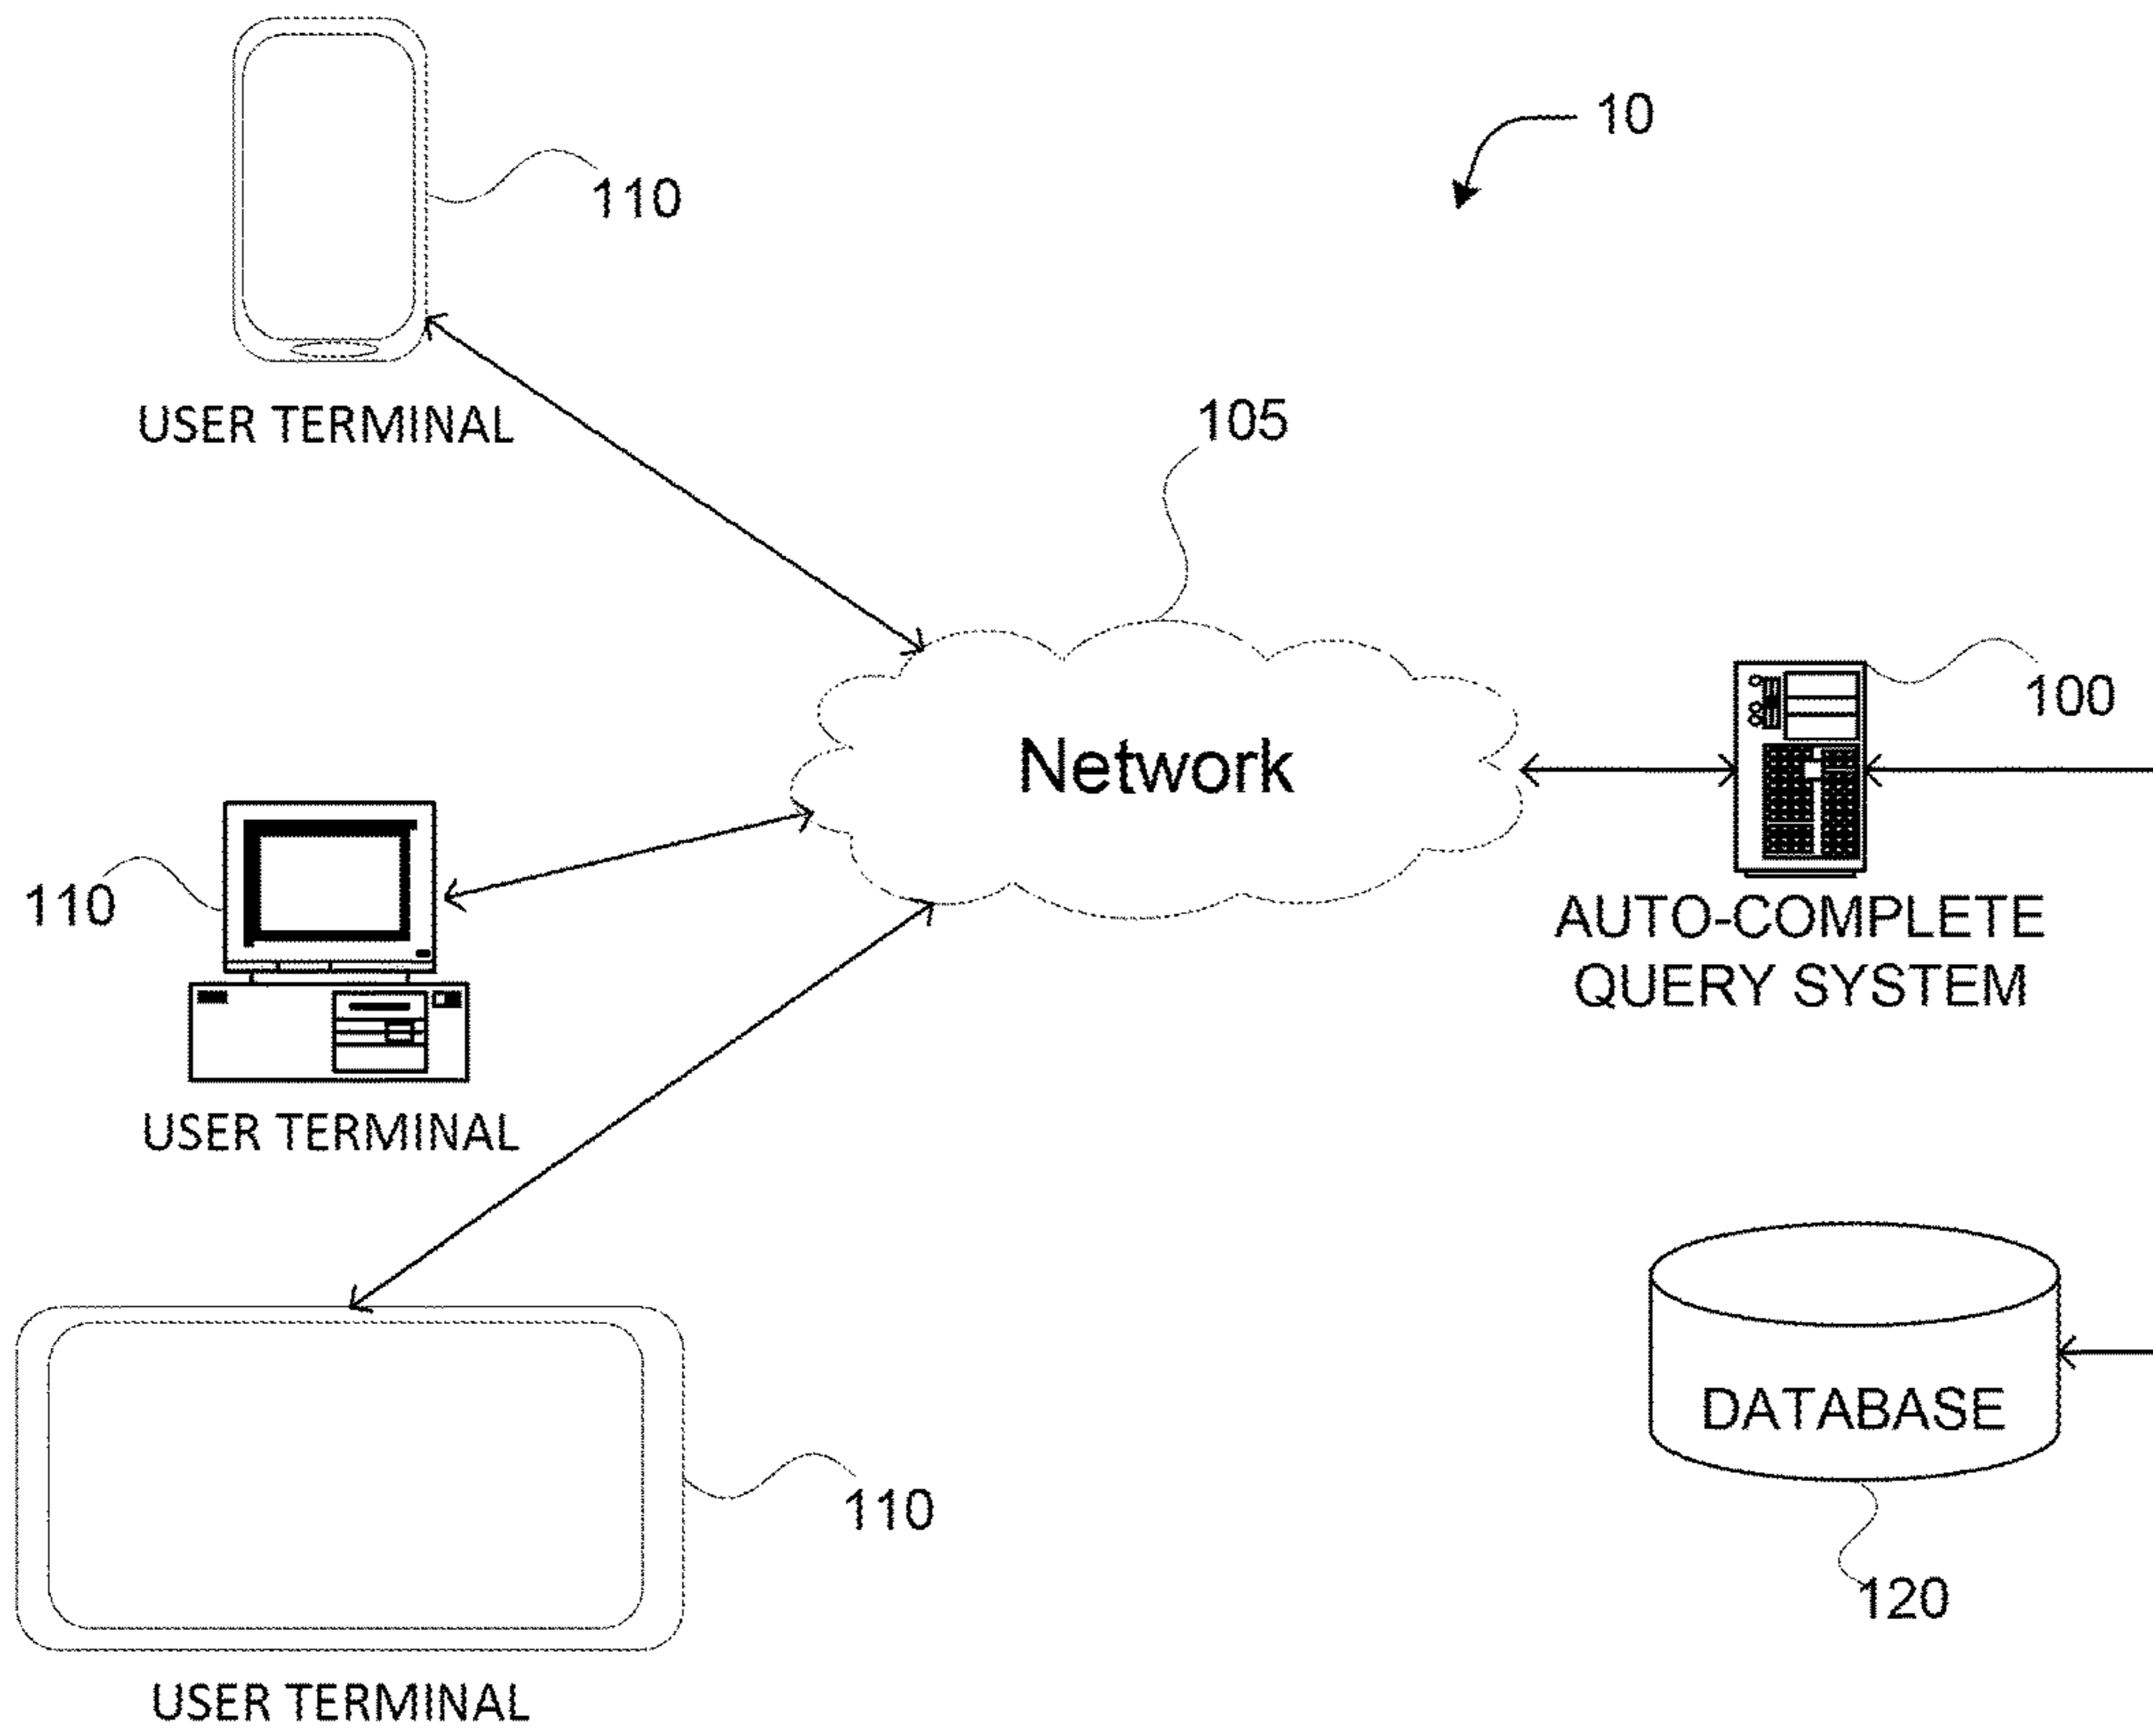 10
110
USER TERMINAL
105
Network
100
AUTO-COMPLETE
QUERY SYSTEM
110
USER TERMINAL
DATABASE
110
120
USER TERMINAL